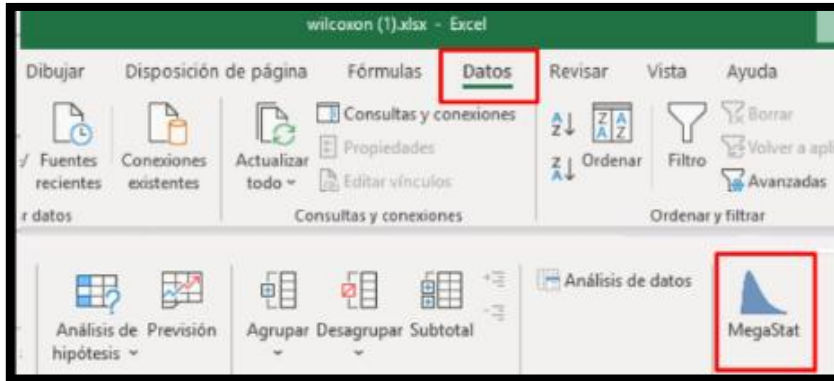 wilcoxon (1).xlsx - Excel
Dibujar Disposición de página Fórmulas Datos Revisar Vista Ayuda
Fuentes recientes
Conexiones existentes
Actualizar todo
Consultas y conexiones
Propiedades
Editar vínculos
Ordenar
Filtro
Borrar
Volver a apli
Avanzadas
r datos
Consultas y conexiones
Ordenar y filtrar
Análisis de hipótesis
Previsión
Agrupar
Desagrupar
Subtotal
Análisis de datos
MegaStat